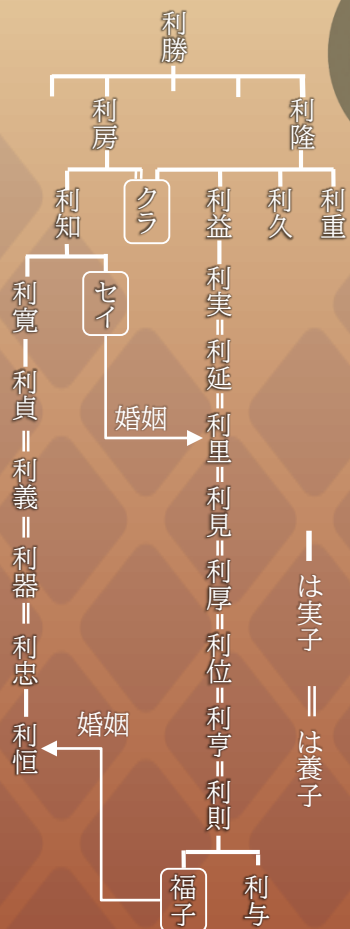 利勝
利隆
利房
利重
利久
利益
クラ
利知
利実
利延
利里
利見
利厚
利位
利亨
利則
利与
福子
セイ
婚姻
利寛
利貞
利義
利器
利忠
利恒
婚姻
は実子
は養子